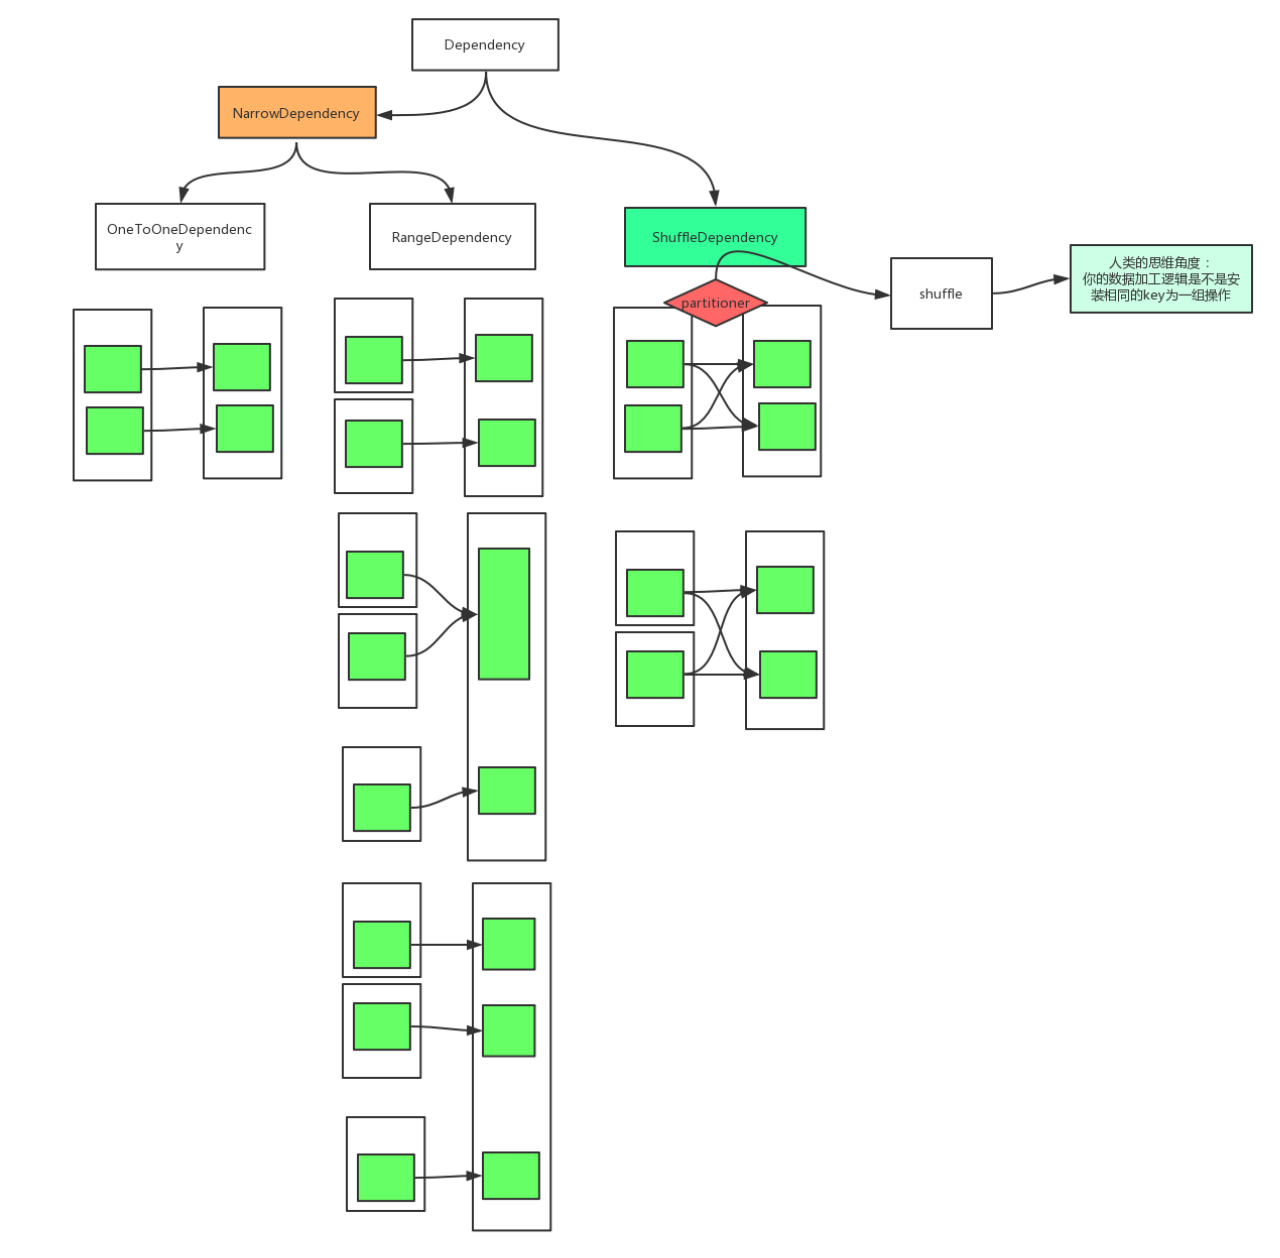 Dependency
NarrowDependency
OneToOneDependenc
y
RangeDependency
ShuffleDependency
partitioner
shuffle
人类的思维角度：
你的数据加工逻辑是不是安
装相同的key为一组操作